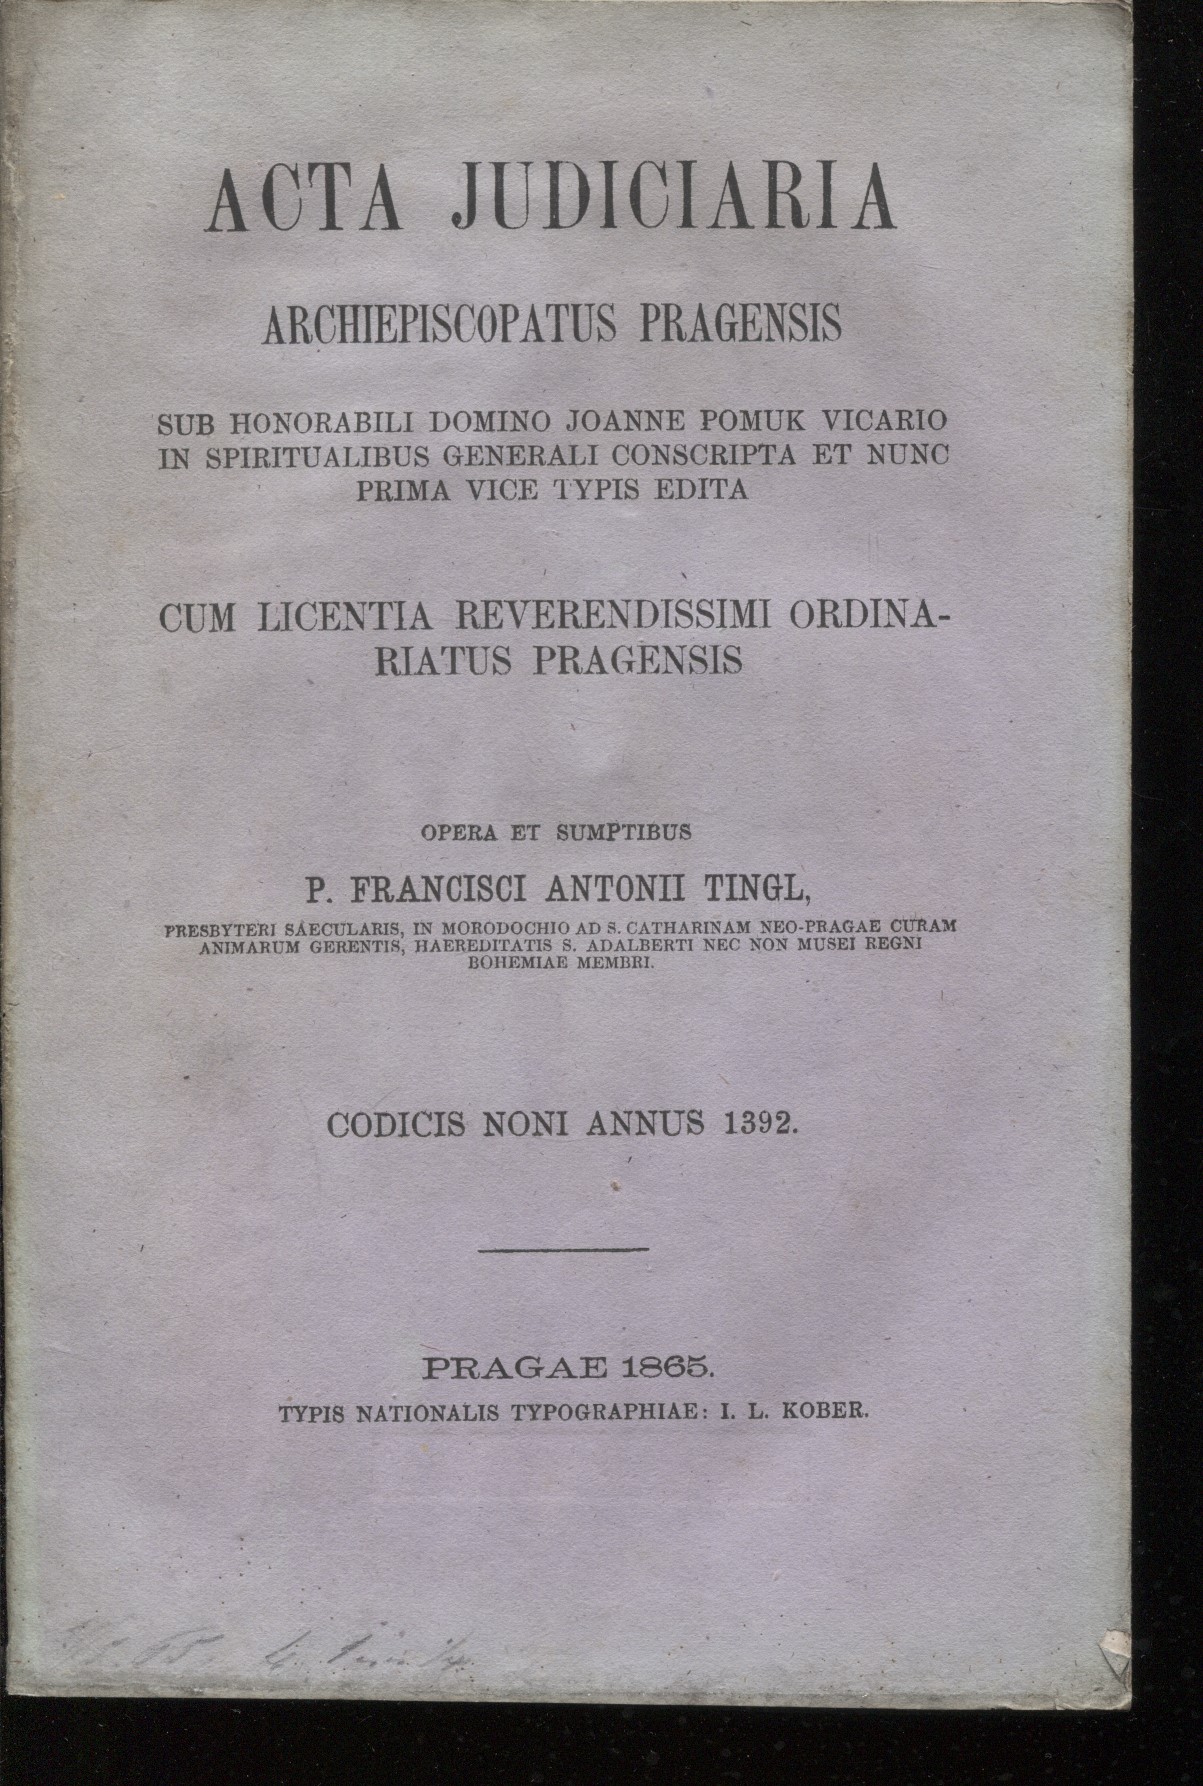 ACTA JUDICIARIA
ARCHIEPISCOPATUS PRAGENSIS
SUB HONORABILI DOMINO JOANNE POMUK VICARIO
IN SPIRITUALIBUS GENERALI CONSCRIPTA ET NUNC
PRIMA VICE TYPIS EDITA
CUM LICENTIA REVERENDISSIMI ORDINA-
RIATUS PRAGENSIS
OPERA ET SUMPTIBUS
P. FRANCISCI ANTONII TINGL,
PRESBYTERI SAECULARIS, IN MORODOCHIO AD S. CATHARINAM NEO-PRAGAE CURAM
ANIMARUM GERENTIS, HAEREDITATIS S. ADALBERTI NEC NON MUSEI REGNI
BOHEMIAE MEMBRI.
CODICIS NONI ANNUS 1392.
PRAGAE 1865.
TYPIS NATIONALIS TYPOGRAPHIAE: I. L. KOBER.